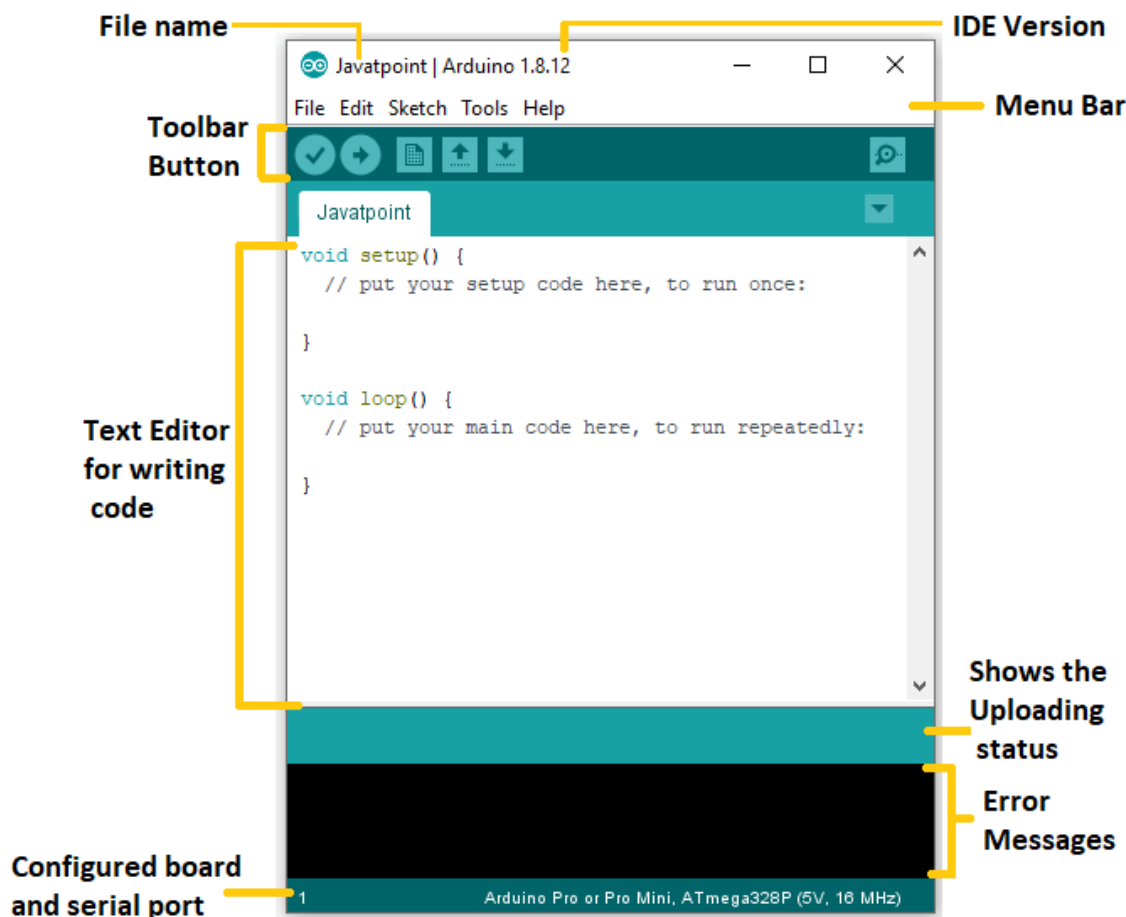 File name
IDE Version
Javatpoint | Arduino 1.8.12
File Edit Sketch Tools Help
Menu Bar
Toolbar
Button
Javatpoint
void setup() {
// put your setup code here, to run once:
}
void loop() {
// put your main code here, to run repeatedly:
}
Text Editor
for writing
code
Shows the
Uploading
status
Error
Messages
Configured board
and serial port
1
Arduino Pro or Pro Mini, ATmega328P (5V, 16 MHz)